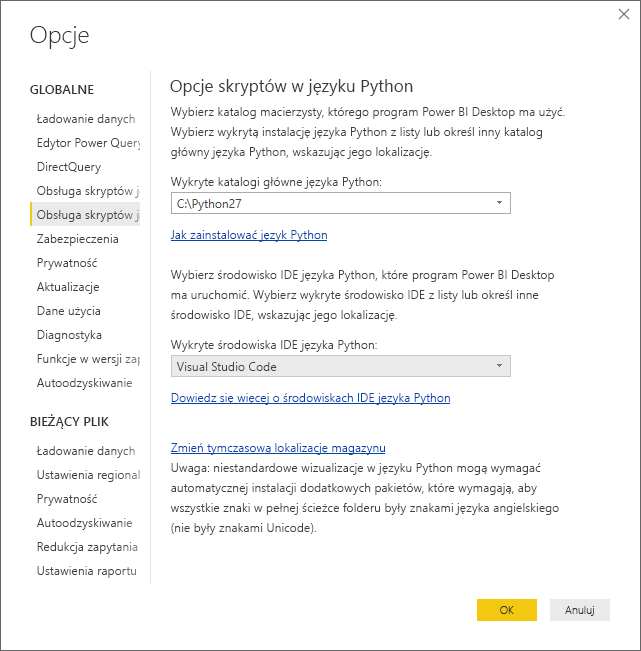 Opcje
GLOBALNE
Ładowanie danych
Edytor Power Query
DirectQuery
Obsługa skryptów ję
Obsługa skryptów ję
Zabezpieczenia
Prywatność
Aktualizacje
Dane użycia
Diagnostyka
Funkcje w wersji zap
Autoodzyskiwanie
BIEŻĄCY PLIK
Ładowanie danych
Ustawienia regional
Prywatność
Autoodzyskiwanie
Redukcja zapytania
Ustawienia raportu
Opcje skryptów w języku Python
Wybierz katalog macierzysty, którego program Power BI Desktop ma użyć.
Wybierz wykrytą instalację języka Python z listy lub określ inny katalog
główny języka Python, wskazując jego lokalizację.
Wykryte katalogi główne języka Python:
C:\Python27
Jak zainstalować język Python
Wybierz środowisko IDE języka Python, które program Power BI Desktop
ma uruchomić. Wybierz wykryte środowisko IDE z listy lub określ inne
środowisko IDE, wskazując jego lokalizację.
Wykryte środowiska IDE języka Python:
Visual Studio Code
Dowiedz się więcej o środowiskach IDE języka Python
Zmień tymczasową lokalizację magazynu
Uwaga: niestandardowe wizualizacje w języku Python mogą wymagać
automatycznej instalacji dodatkowych pakietów, które wymagają, aby
wszystkie znaki w pełnej ścieżce folderu były znakami języka angielskiego
(nie były znakami Unicode).
OK
Anuluj